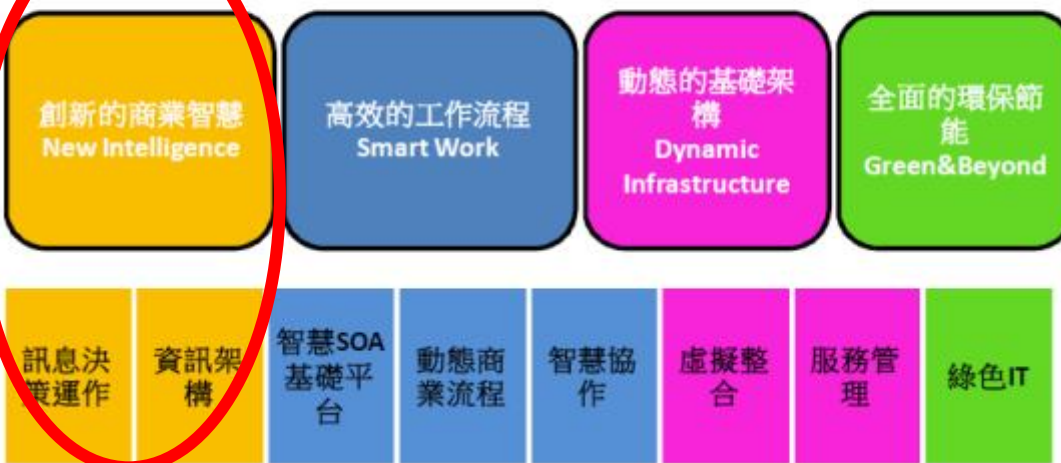 創新的商業智慧
New Intelligence
高效的工作流程
Smart Work
動態的基礎架
構
Dynamic
Infrastructure
全面的環保節
能
Green&Beyond
訊息決
策運作
資訊架
構
智慧SOA
基礎平
台
動態商
業流程
智慧協
作
虛擬整
合
服務管
理
綠色IT